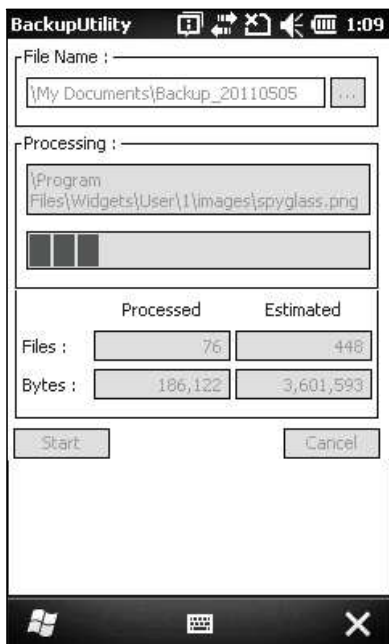 BackupUtility 1:09
File Name :
\My Documents\Backup_20110505 ...
Processing :
\Program
Files\Widgets\User\1\images\spyglass.png
Processed Estimated
Files : 76 448
Bytes : 186,122 3,601,593
Start Cancel